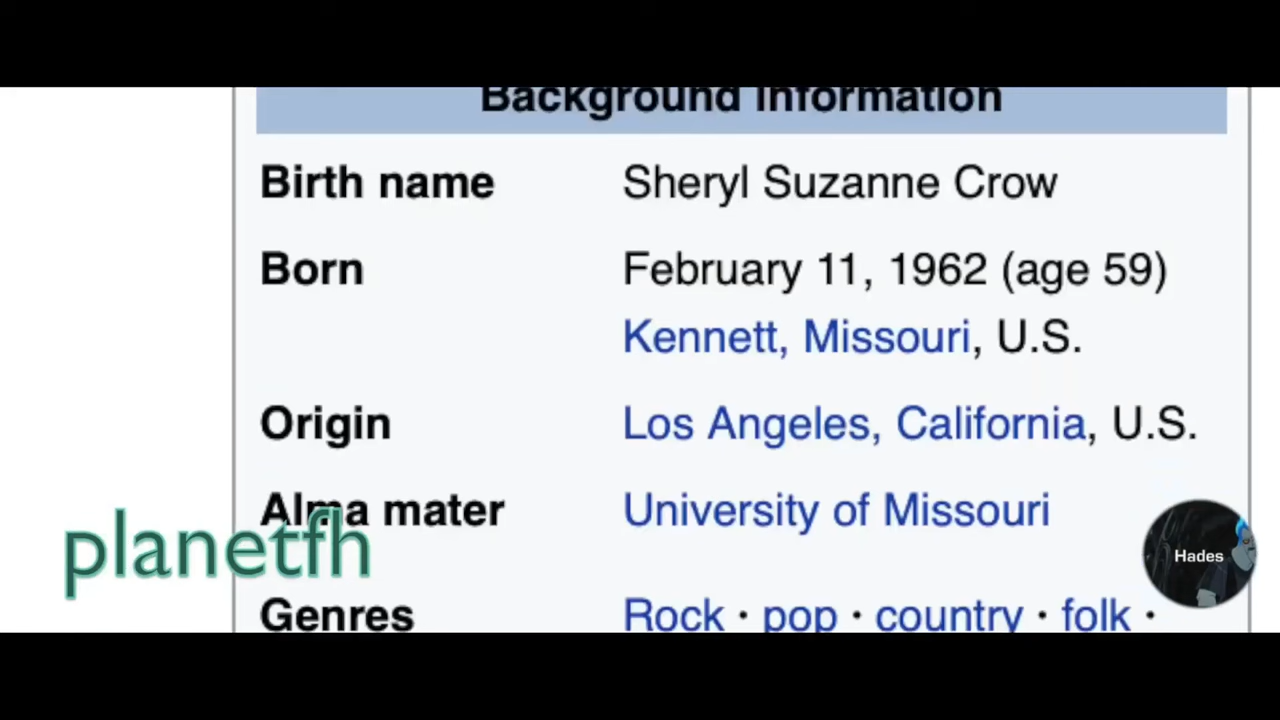 Background information
Birth name Sheryl Suzanne Crow
Born February 11, 1962 (age 59)
Kennett, Missouri, U.S.
Origin Los Angeles, California, U.S.
Alma mater University of Missouri
planetfh
Hades
Genres Rock · pop · country · folk ·